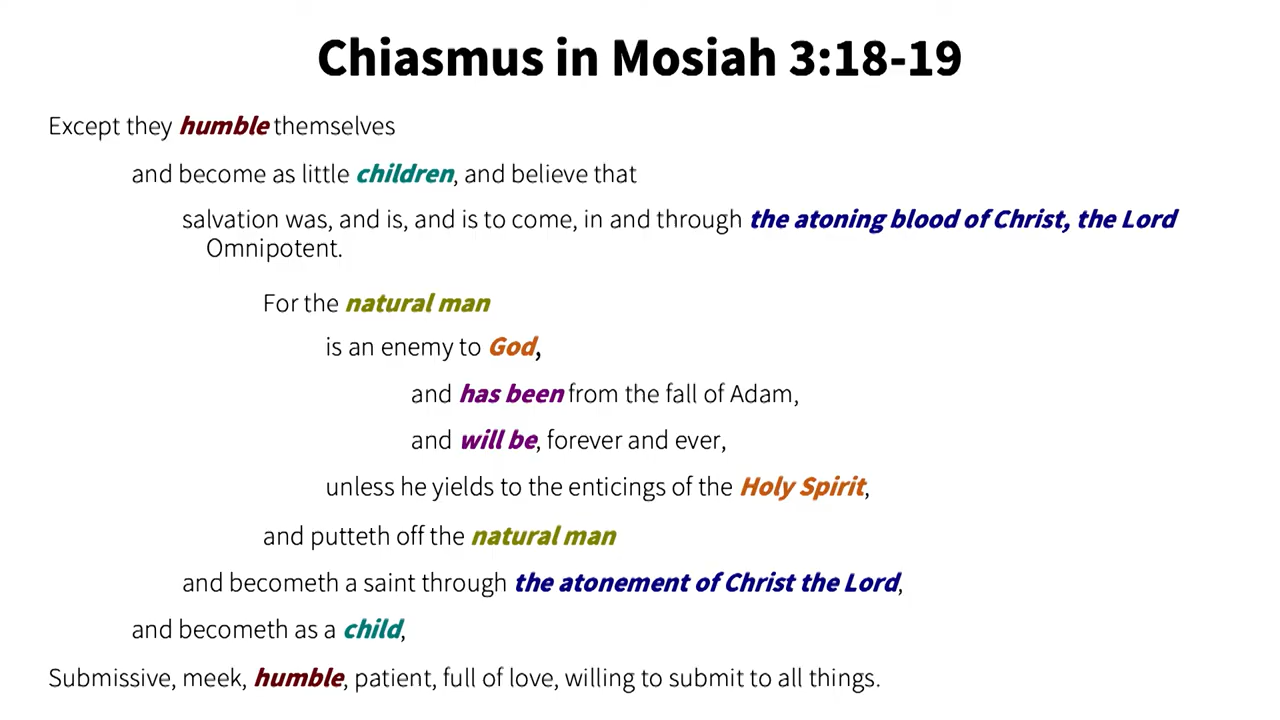 Chiasmus in Mosiah 3:18-19
Except they humble themselves
and become as little children, and believe that
salvation was, and is, and is to come, in and through the atoning blood of Christ, the Lord
Omnipotent.
For the natural man
is an enemy to God,
and has been from the fall of Adam,
and will be, forever and ever,
unless he yields to the enticings of the Holy Spirit,
and putteth off the natural man
and becometh a saint through the atonement of Christ the Lord,
and becometh as a child,
Submissive, meek, humble, patient, full of love, willing to submit to all things.